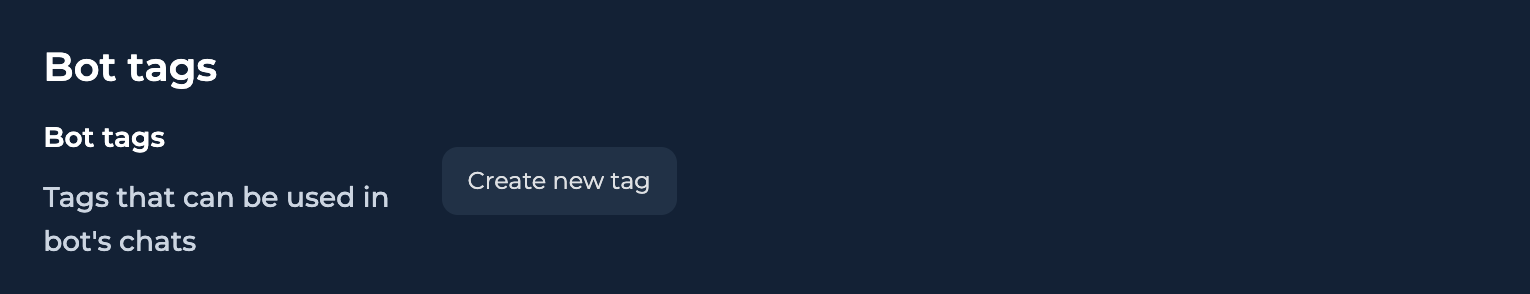 Bot tags
Bot tags
Tags that can be used in
bot's chats
Create new tag